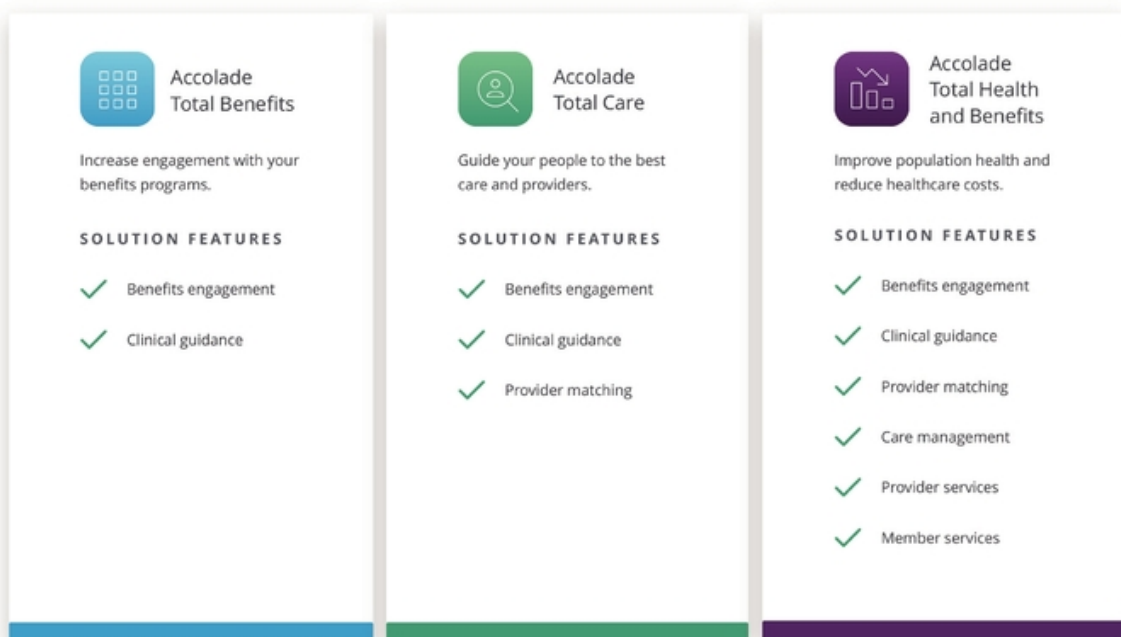 Accolade
Total Benefits
Increase engagement with your
benefits programs.
SOLUTION FEATURES
Benefits engagement
Clinical guidance
Accolade
Total Care
Guide your people to the best
care and providers.
SOLUTION FEATURES
Benefits engagement
Clinical guidance
Provider matching
Accolade
Total Health
and Benefits
Improve population health and
reduce healthcare costs.
SOLUTION FEATURES
Benefits engagement
Clinical guidance
Provider matching
Care management
Provider services
Member services